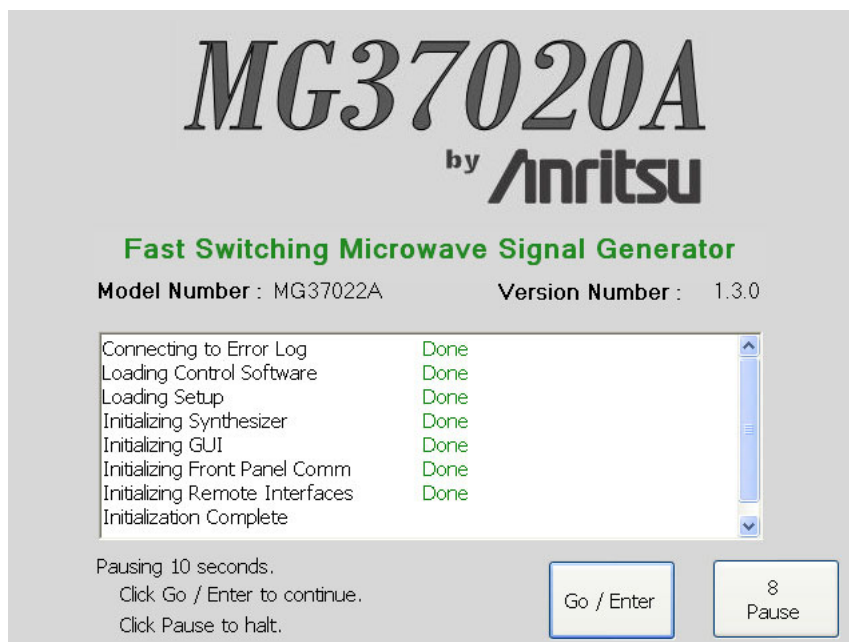 MG37020A
by Anritsu
Fast Switching Microwave Signal Generator
Model Number : MG37022A Version Number : 1.3.0
Connecting to Error Log Done
Loading Control Software Done
Loading Setup Done
Initializing Synthesizer Done
Initializing GUI Done
Initializing Front Panel Comm Done
Initializing Remote Interfaces Done
Initialization Complete
Pausing 10 seconds.
Click Go / Enter to continue.
Click Pause to halt.
Go / Enter
8
Pause